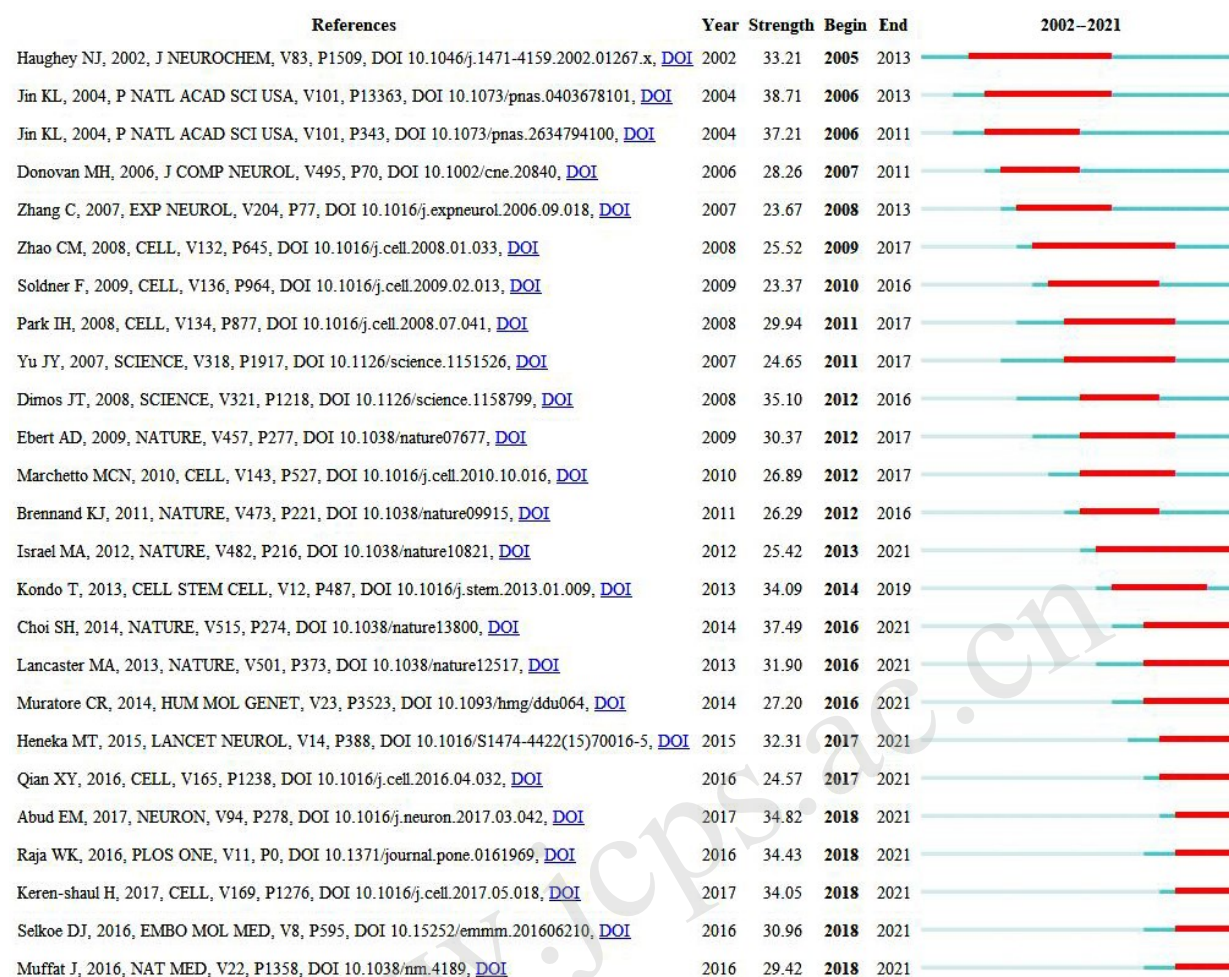 References Year Strength Begin End 2002--2021
Haughey NJ, 2002, J NEUROCHEM, V83, P1509, DOI 10.1046/j.1471-4159.2002.01267.x, DOI 2002 33.21 2005 2013
Jin KL, 2004, P NATL ACAD SCI USA, V101, P13363, DOI 10.1073/pnas.0403678101, DOI 2004 38.71 2006 2013
Jin KL, 2004, P NATL ACAD SCI USA, V101, P343, DOI 10.1073/pnas.2634794100, DOI 2004 37.21 2006 2011
Donovan MH, 2006, J COMP NEUROL, V495, P70, DOI 10.1002/cne.20840, DOI 2006 28.26 2007 2011
Zhang C, 2007, EXP NEUROL, V204, P77, DOI 10.1016/j.expneurol.2006.09.018, DOI 2007 23.67 2008 2013
Zhao CM, 2008, CELL, V132, P645, DOI 10.1016/j.cell.2008.01.033, DOI 2008 25.52 2009 2017
Soldner F, 2009, CELL, V136, P964, DOI 10.1016/j.cell.2009.02.013, DOI 2009 23.37 2010 2016
Park IH, 2008, CELL, V134, P877, DOI 10.1016/j.cell.2008.07.041, DOI 2008 29.94 2011 2017
Yu JY, 2007, SCIENCE, V318, P1917, DOI 10.1126/science.1151526, DOI 2007 24.65 2011 2017
Dimos JT, 2008, SCIENCE, V321, P1218, DOI 10.1126/science.1158799, DOI 2008 35.10 2012 2016
Ebert AD, 2009, NATURE, V457, P277, DOI 10.1038/nature07677, DOI 2009 30.37 2012 2017
Marchetto MCN, 2010, CELL, V143, P527, DOI 10.1016/j.cell.2010.10.016, DOI 2010 26.89 2012 2017
Brennand KJ, 2011, NATURE, V473, P221, DOI 10.1038/nature09915, DOI 2011 26.29 2012 2016
Israel MA, 2012, NATURE, V482, P216, DOI 10.1038/nature10821, DOI 2012 25.42 2013 2021
Kondo T, 2013, CELL STEM CELL, V12, P487, DOI 10.1016/j.stem.2013.01.009, DOI 2013 34.09 2014 2019
Choi SH, 2014, NATURE, V515, P274, DOI 10.1038/nature13800, DOI 2014 37.49 2016 2021
Lancaster MA, 2013, NATURE, V501, P373, DOI 10.1038/nature12517, DOI 2013 31.90 2016 2021
Muratore CR, 2014, HUM MOL GENET, V23, P3523, DOI 10.1093/hmg/ddu064, DOI 2014 27.20 2016 2021
Heneka MT, 2015, LANCET NEUROL, V14, P388, DOI 10.1016/S1474-4422(15)70016-5, DOI 2015 32.31 2017 2021
Qian XY, 2016, CELL, V165, P1238, DOI 10.1016/j.cell.2016.04.032, DOI 2016 24.57 2017 2021
Abud EM, 2017, NEURON, V94, P278, DOI 10.1016/j.neuron.2017.03.042, DOI 2017 34.82 2018 2021
Raja WK, 2016, PLOS ONE, V11, P0, DOI 10.1371/journal.pone.0161969, DOI 2016 34.43 2018 2021
Keren-shaul H, 2017, CELL, V169, P1276, DOI 10.1016/j.cell.2017.05.018, DOI 2017 34.05 2018 2021
Selkoe DJ, 2016, EMBO MOL MED, V8, P595, DOI 10.15252/emmm.201606210, DOI 2016 30.96 2018 2021
Muffat J, 2016, NAT MED, V22, P1358, DOI 10.1038/nm.4189, DOI 2016 29.42 2018 2021
.jcps.ac.cn